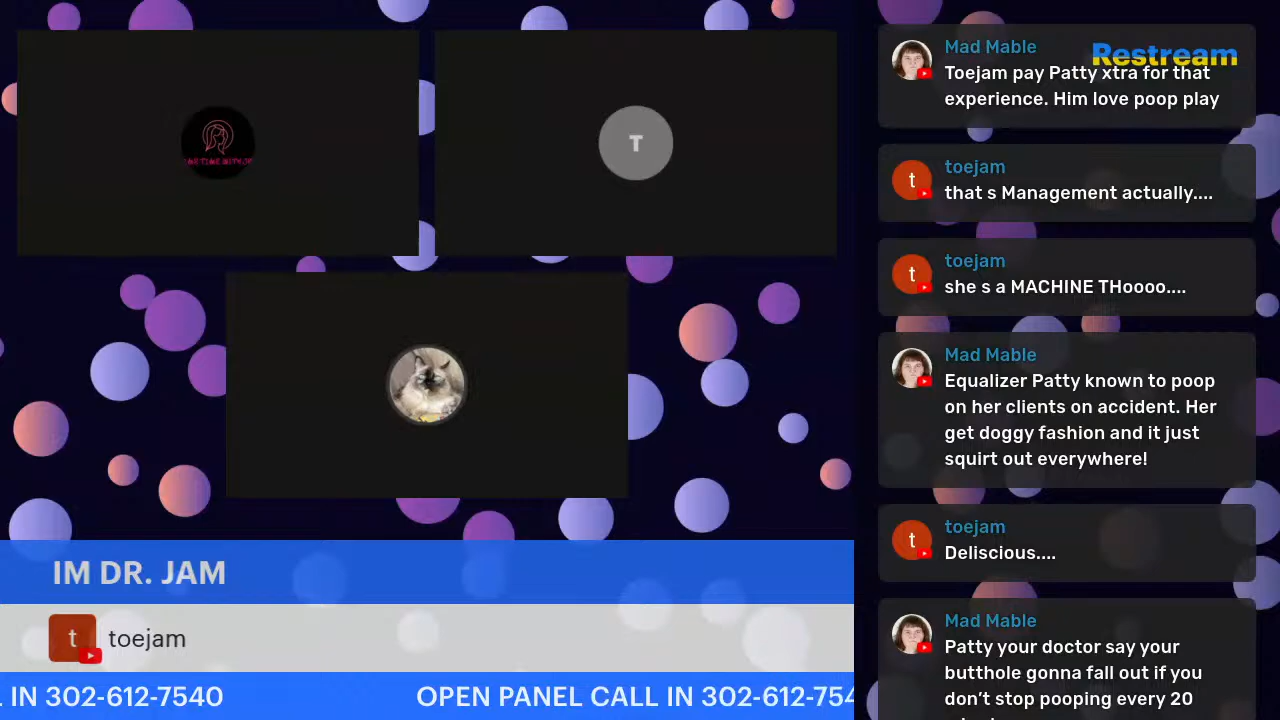 T
IM DR. JAM
t toejam
L IN 302-612-7540
OPEN PANEL CALL IN 302-612-754
Restream
Mad Mable
Toejam pay Patty xtra for that
experience. Him love poop play
t toejam
that s Management actually....
t toejam
she s a MACHINE THoooo....
Mad Mable
Equalizer Patty known to poop
on her clients on accident. Her
get doggy fashion and it just
squirt out everywhere!
t toejam
Deliscious....
Mad Mable
Patty your doctor say your
butthole gonna fall out if you
don’t stop pooping every 20